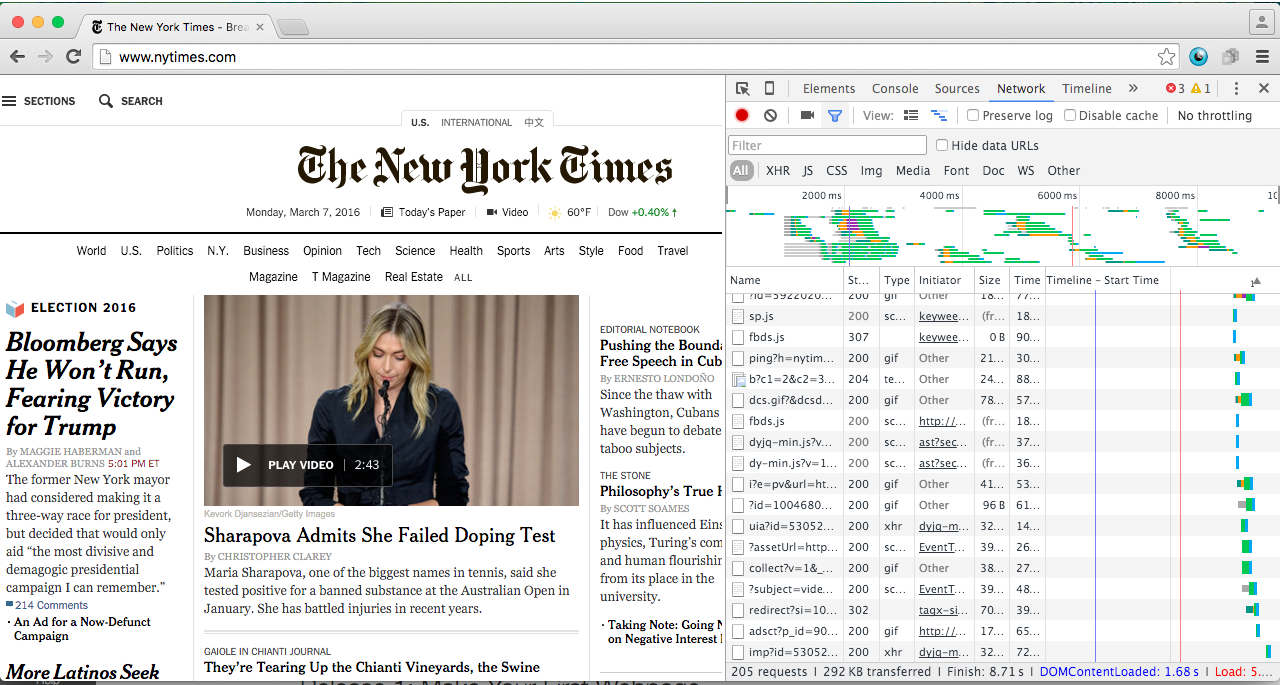 The New York Times - Brea
www.nytimes.com
SECTIONS SEARCH
U.S. INTERNATIONAL 中文
The New York Times
Monday, March 7, 2016 Today's Paper Video 60°F Dow +0.40% ↑
World U.S. Politics N.Y. Business Opinion Tech Science Health Sports Arts Style Food Travel
Magazine T Magazine Real Estate ALL
ELECTION 2016
Bloomberg Says
He Won't Run,
Fearing Victory
for Trump
By MAGGIE HABERMAN and
ALEXANDER BURNS 5:01 PM ET
The former New York mayor
had considered making it a
three-way race for president,
but decided that would only
aid “the most divisive and
demagogic presidential
campaign I can remember.”
214 Comments
· An Ad for a Now-Defunct
Campaign
More Latinos Seek
PLAY VIDEO 2:43
Kevork Djansezian/Getty Images
Sharapova Admits She Failed Doping Test
By CHRISTOPHER CLAREY
Maria Sharapova, one of the biggest names in tennis, said she
tested positive for a banned substance at the Australian Open in
January. She has battled injuries in recent years.
GAIOLE IN CHIANTI JOURNAL
They're Tearing Up the Chianti Vineyards, the Swine
EDITORIAL NOTEBOOK
Pushing the Bounda
Free Speech in Cub
By ERNESTO LONDOÑO
Since the thaw with
Washington, Cubans
have begun to debate
taboo subjects.
THE STONE
Philosophy's True H
By SCOTT SOAMES
It has influenced Eins
physics, Turing's com
and human flourishin
from its place in the
university.
· Taking Note: Going N
on Negative Interest
Elements Console Sources Network Timeline » 3 1
View: Preserve log Disable cache No throttling
Filter Hide data URLs
All XHR JS CSS Img Media Font Doc WS Other
2000 ms 4000 ms 6000 ms 8000 ms 10
Name St... Type Initiator Size Time Timeline – Start Time 1
?id=5922020... 200 gif Other 18... 77...
sp.js 200 sc... keywee... (fr... 18...
fbds.js 307 keywee... 0 B 90...
ping?h=nytim... 200 gif Other 21... 30...
b?c1=2&c2=3... 204 te... Other 24... 88...
dcs.gif?&dcsd... 200 gif Other 78... 57...
fbds.js 200 sc... http://... (fr... 18...
dyjq-min.js?v... 200 sc... ast?sec... (fr... 37...
dy-min.js?v=1... 200 sc... ast?sec... (fr... 36...
i?e=pv&url=ht... 200 gif Other 41... 53...
?id=1004680... 200 gif Other 96 B 61...
uia?id=53052... 200 xhr dyjq-m... 32... 14...
?assetUrl=http... 200 sc... EventT... 39... 26...
collect?v=1&_... 200 gif Other 38... 27...
?subject=vide... 200 sc... EventT... 39... 48...
redirect?si=10... 302 tagx-si... 70... 39...
adsct?p_id=90... 200 gif http://... 17... 65...
imp?id=53052... 200 xhr dyjq-m... 32... 72...
205 requests | 292 KB transferred | Finish: 8.71 s | DOMContentLoaded: 1.68 s | Load: 5....